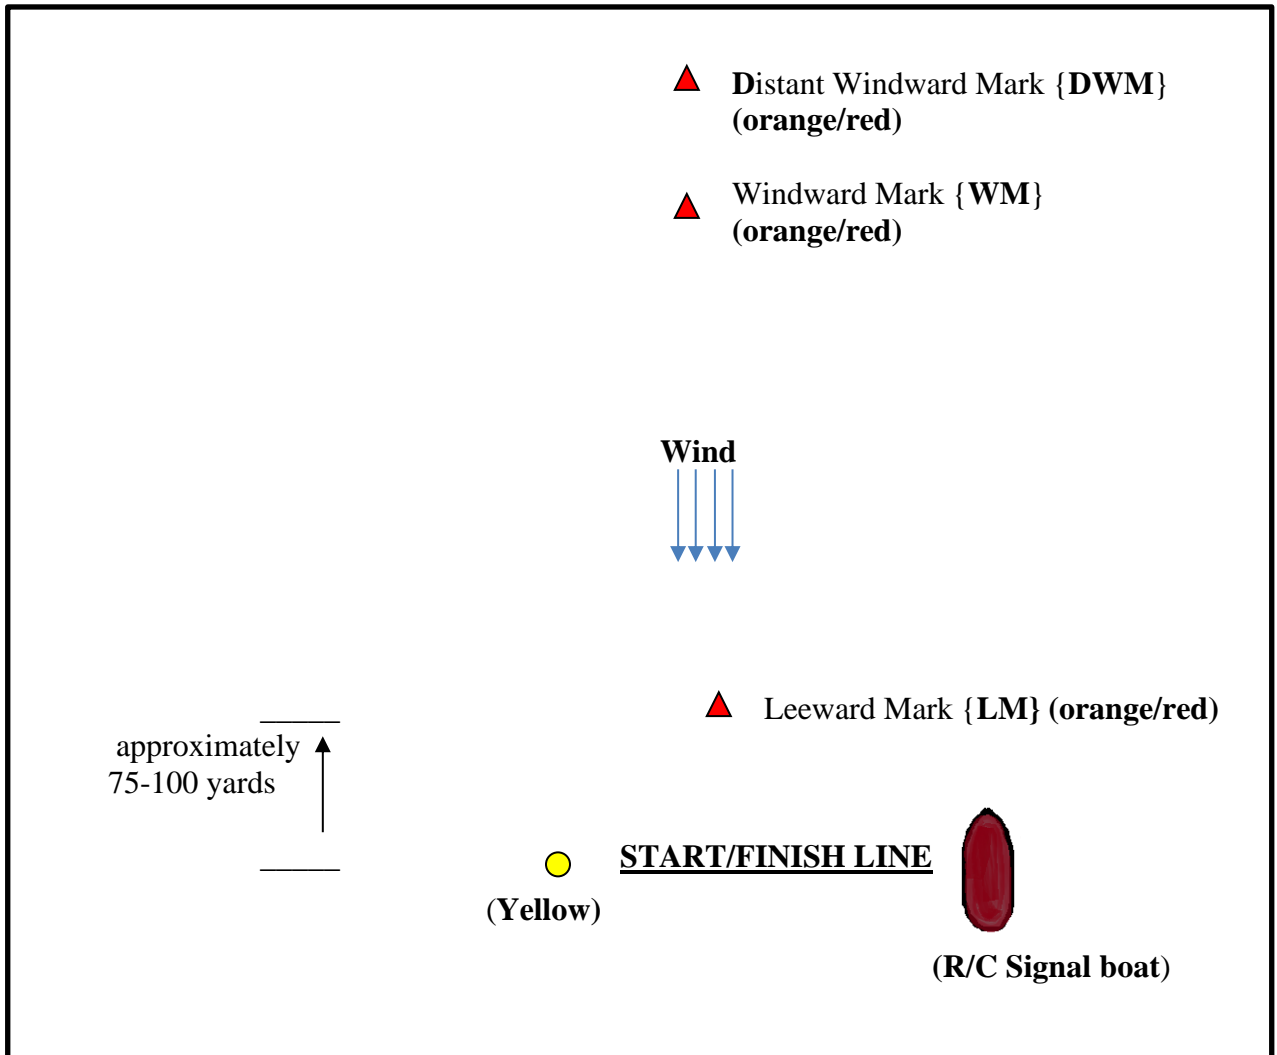 Distant Windward Mark {DWM}
(orange/red)
Windward Mark {WM}
(orange/red)
Wind
Leeward Mark {LM} (orange/red)
approximately
75-100 yards
START/FINISH LINE
(Yellow)
(R/C Signal boat)